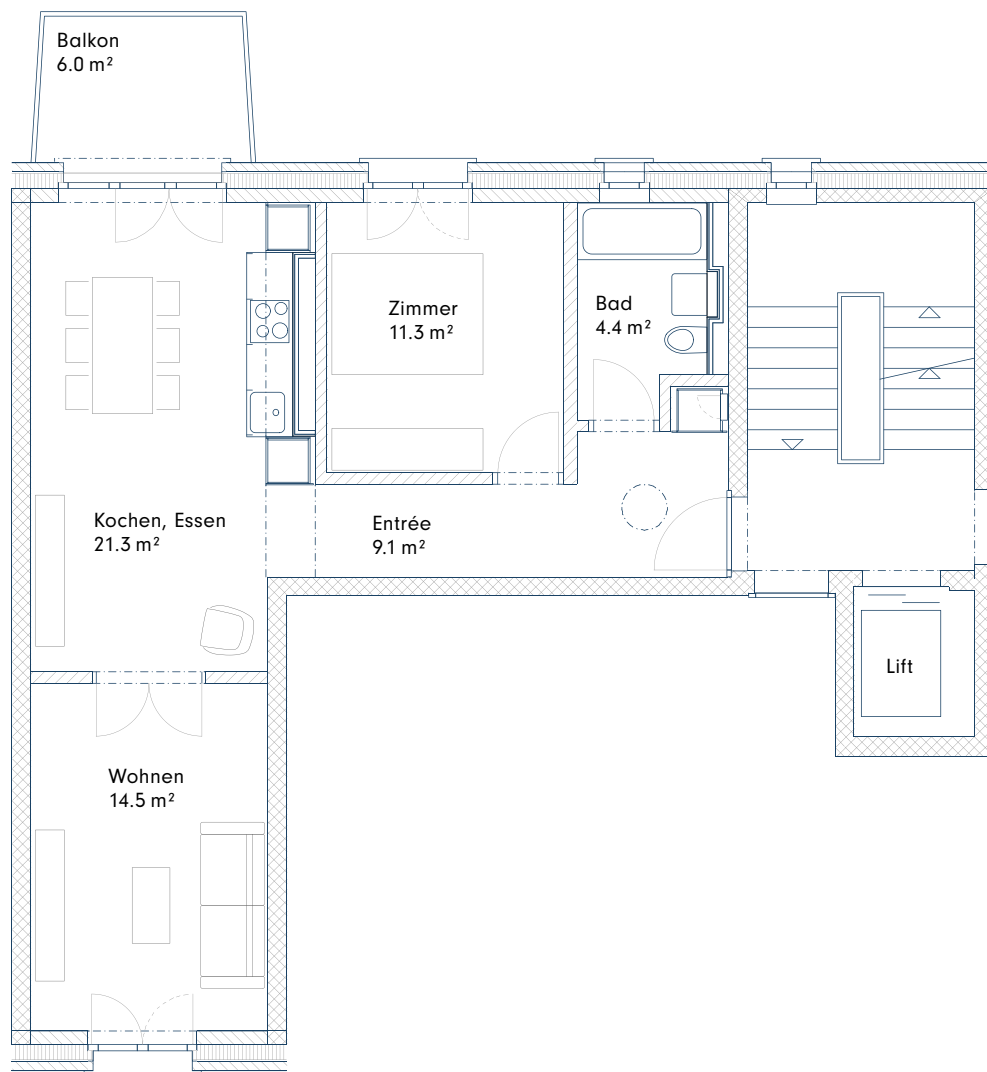 Balkon
6.0 m²
Zimmer
11.3 m²
Bad
4.4 m²
Kochen, Essen
21.3 m²
Entrée
9.1 m²
Lift
Wohnen
14.5 m²